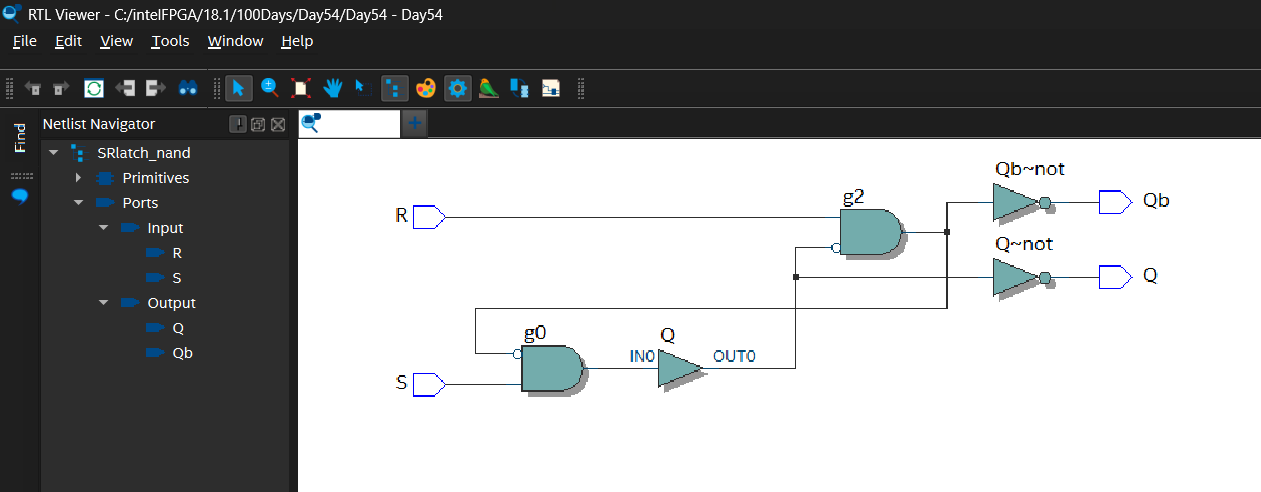 RTL Viewer - C:/intelFPGA/18.1/100Days/Day54/Day54 - Day54
File Edit View Tools Window Help
Find
Netlist Navigator
SRlatch_nand
Primitives
Ports
Input
R
S
Output
Q
Qb
R
g2
Qb~not
Qb
Q~not
Q
g0
S
Q
IN0
OUT0